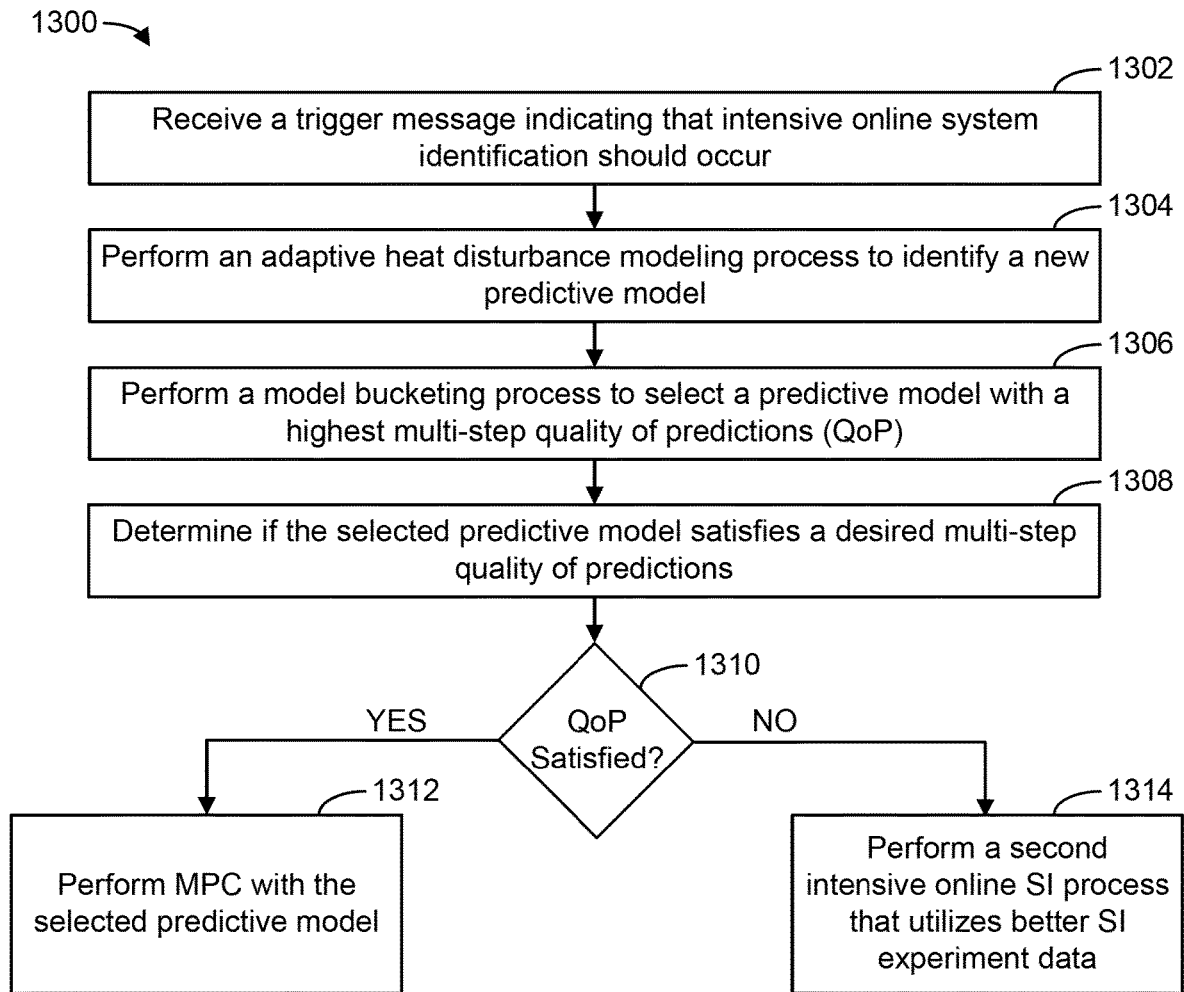 1300
1302
Receive a trigger message indicating that intensive online system
identification should occur
1304
Perform an adaptive heat disturbance modeling process to identify a new
predictive model
1306
Perform a model bucketing process to select a predictive model with a
highest multi-step quality of predictions (QoP)
1308
Determine if the selected predictive model satisfies a desired multi-step
quality of predictions
1310
QoP
Satisfied?
YES
NO
1312
Perform MPC with the
selected predictive model
1314
Perform a second
intensive online SI process
that utilizes better SI
experiment data